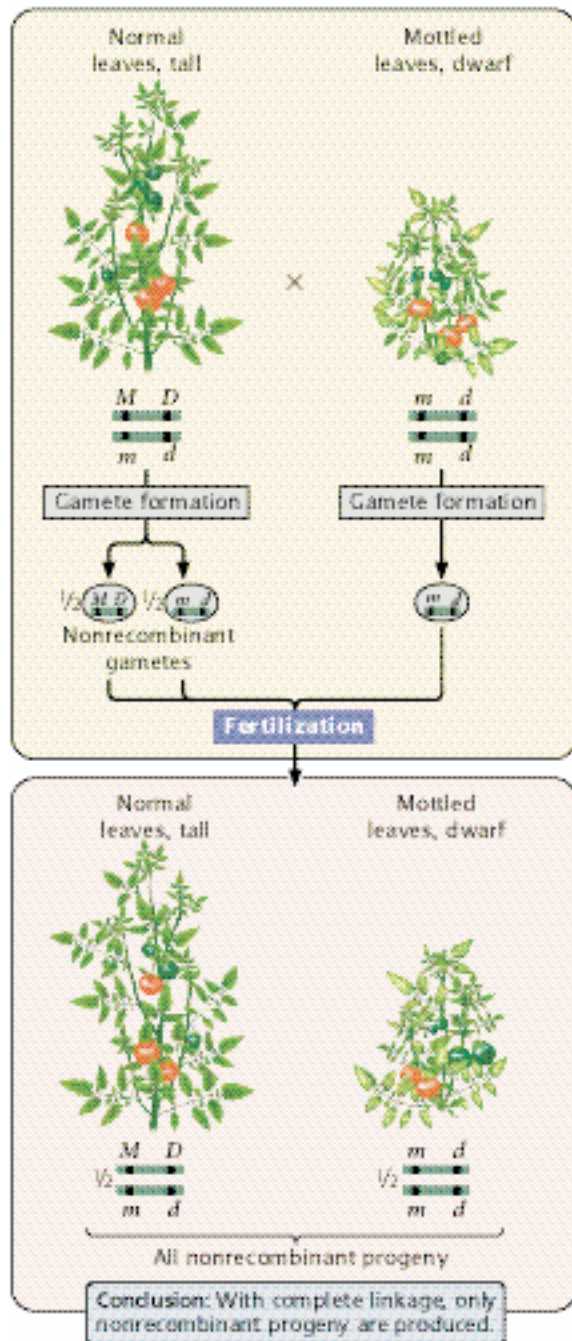 Normal
leaves, tall
Mottled
leaves, dwarf
×
M D
m d
m d
m d
Gamete formation
Gamete formation
1/2 M D 1/2 m d
m d
Nonrecombinant
gametes
Fertilization
Normal
leaves, tall
Mottled
leaves, dwarf
M D
1/2
m d
m d
1/2
m d
All nonrecombinant progeny
Conclusion: With complete linkage, only
nonrecombinant progeny are produced.